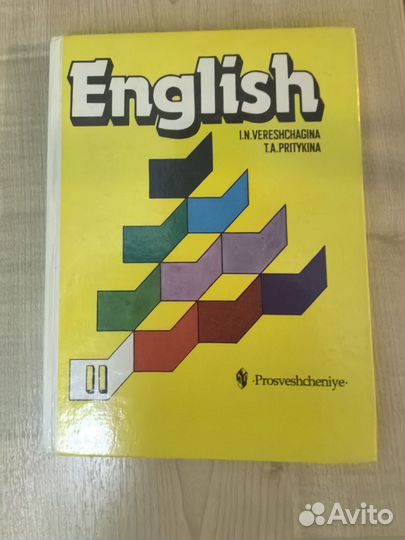 English
I.N.VERESHCHAGINA
T.A.PRITYKINA
II
·Prosveshcheniye·
Avito